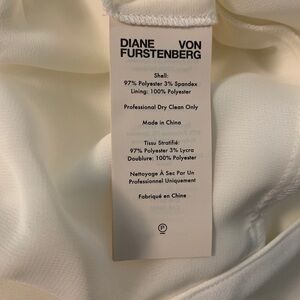 DIANE VON
FURSTENBERG
Shell:
97% Polyester 3% Spandex
Lining: 100% Polyester
Professional Dry Clean Only
Made in China
Tissu Stratifié:
97% Polyester 3% Lycra
Doublure: 100% Polyester
Nettoyage À Sec Par Un
Professionnel Uniquement
Fabriqué en Chine
P